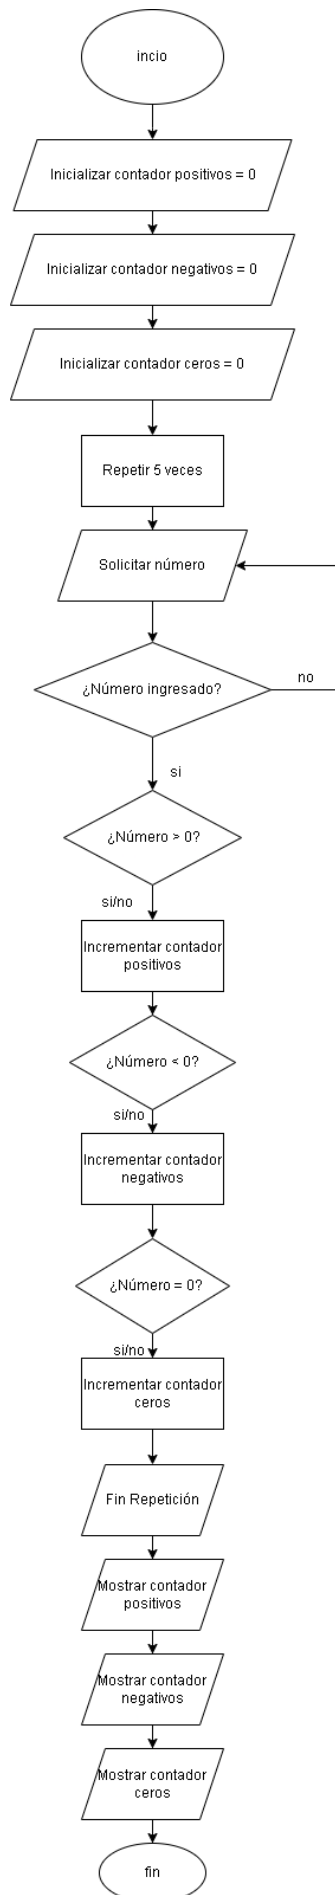 incio
Inicializar contador positivos = 0
Inicializar contador negativos = 0
Inicializar contador ceros = 0
Repetir 5 veces
Solicitar número
¿Número ingresado?
no
si
¿Número > 0?
si/no
Incrementar contador
positivos
¿Número < 0?
si/no
Incrementar contador
negativos
¿Número = 0?
si/no
Incrementar contador
ceros
Fin Repetición
Mostrar contador
positivos
Mostrar contador
negativos
Mostrar contador
ceros
fin